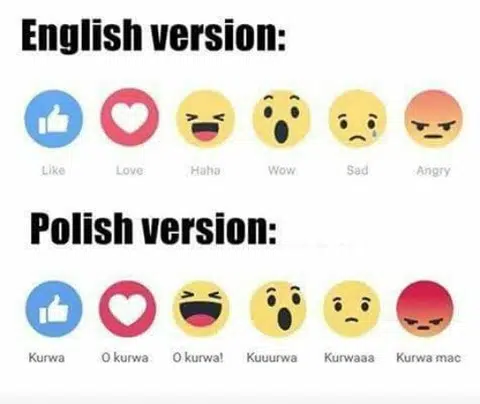 English version:
Like Love Haha Wow Sad Angry
Polish version:
Kurwa O kurwa O kurwa! Kuuurwa Kurwaaa Kurwa mac